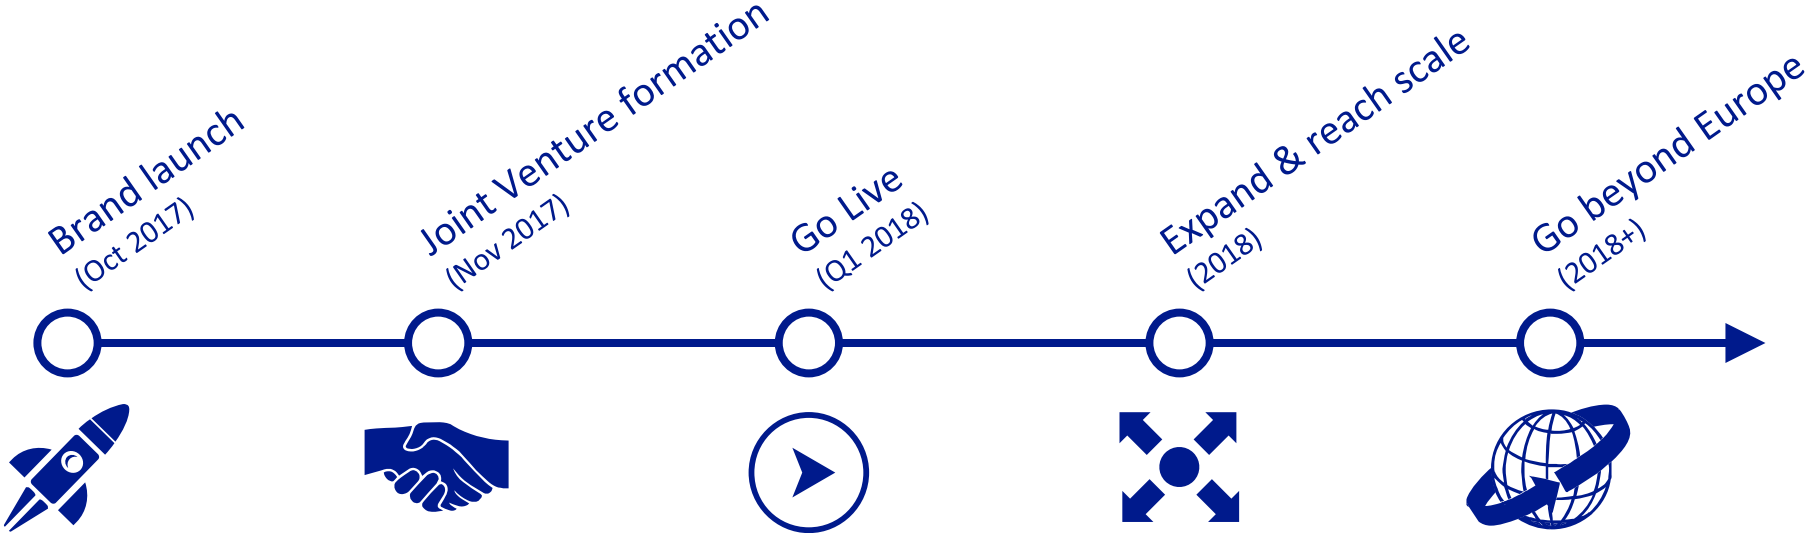 Brand launch
(Oct 2017)
Joint Venture formation
(Nov 2017)
Go Live
(Q1 2018)
Expand & reach scale
(2018)
Go beyond Europe
(2018+)